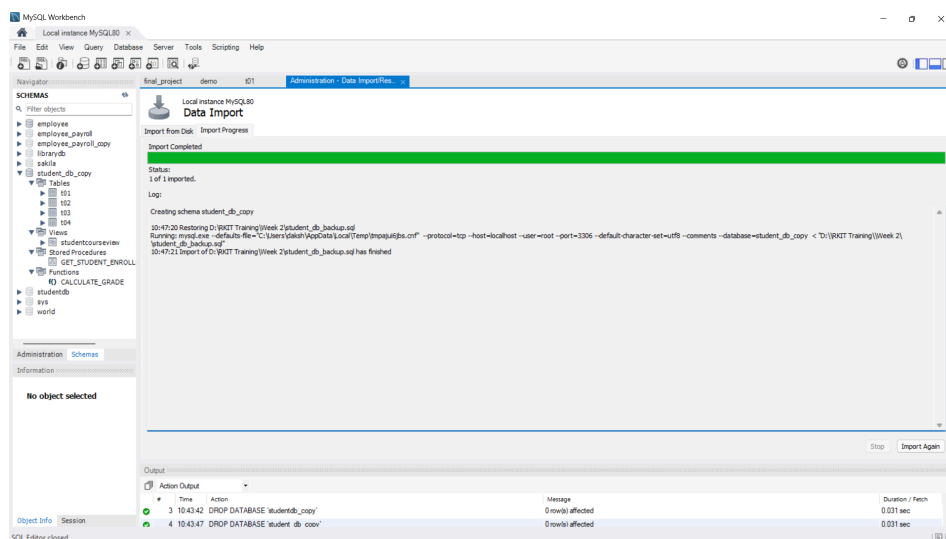 MySQL Workbench
Local instance MySQL80
File Edit View Query Database Server Tools Scripting Help
Navigator
SCHEMAS
Filter objects
employee
employee_payroll
employee_payroll_copy
librarydb
sakila
student_db_copy
Tables
t01
t02
t03
t04
Views
studentcourseview
Stored Procedures
GET_STUDENT_ENROLL
Functions
f() CALCULATE_GRADE
studentdb
sys
world
Administration Schemas
Information
No object selected
Object Info Session
SQL Editor closed.
final_project demo t01 Administration - Data Import/Res...
Local instance MySQL80
Data Import
Import from Disk Import Progress
Import Completed
Status:
1 of 1 imported.
Log:
Creating schema student_db_copy
10:47:20 Restoring D:\RKIT Training\Week 2\student_db_backup.sql
Running: mysql.exe --defaults-file="C:\Users\daksh\AppData\Local\Temp\tmpajui6jbs.cnf" --protocol=tcp --host=localhost --user=root --port=3306 --default-character-set=utf8 --comments --database=student_db_copy < "D:\\RKIT Training\\Week 2\
\student_db_backup.sql"
10:47:21 Import of D:\RKIT Training\Week 2\student_db_backup.sql has finished
Stop Import Again
Output
Action Output
# Time Action Message Duration / Fetch
3 10:43:42 DROP DATABASE `studentdb_copy` 0 row(s) affected 0.031 sec
4 10:43:47 DROP DATABASE `student_db_copy` 0 row(s) affected 0.031 sec